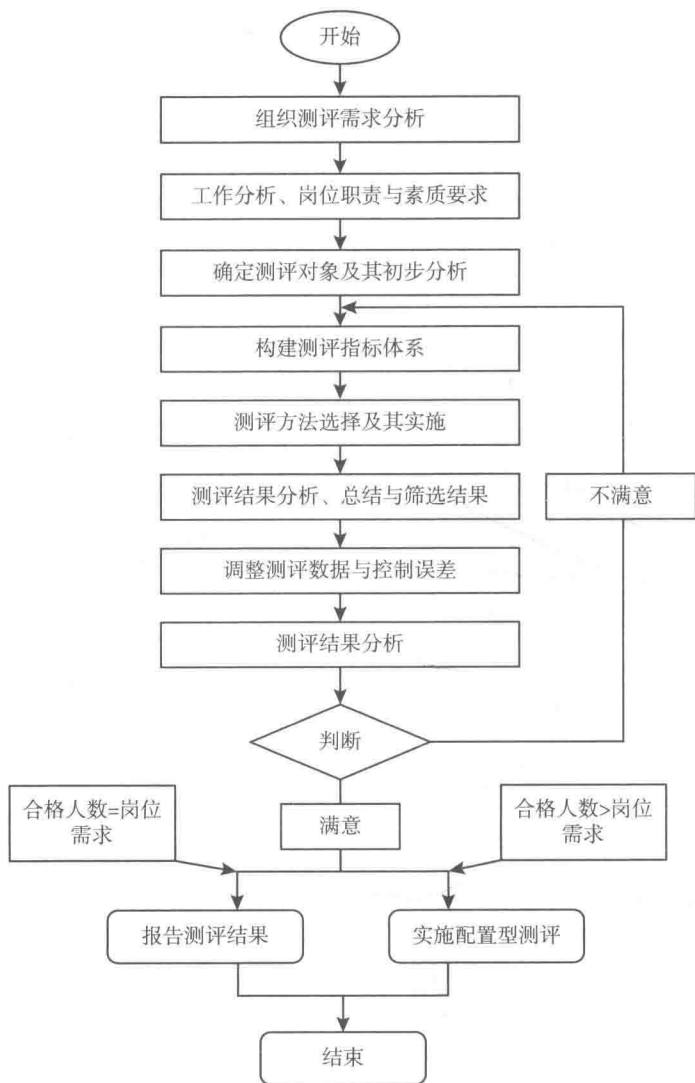 开始
组织测评需求分析
工作分析、岗位职责与素质要求
确定测评对象及其初步分析
构建测评指标体系
测评方法选择及其实施
测评结果分析、总结与筛选结果
不满意
调整测评数据与控制误差
测评结果分析
判断
合格人数=岗位
需求
满意
合格人数>岗位
需求
报告测评结果
实施配置型测评
结束